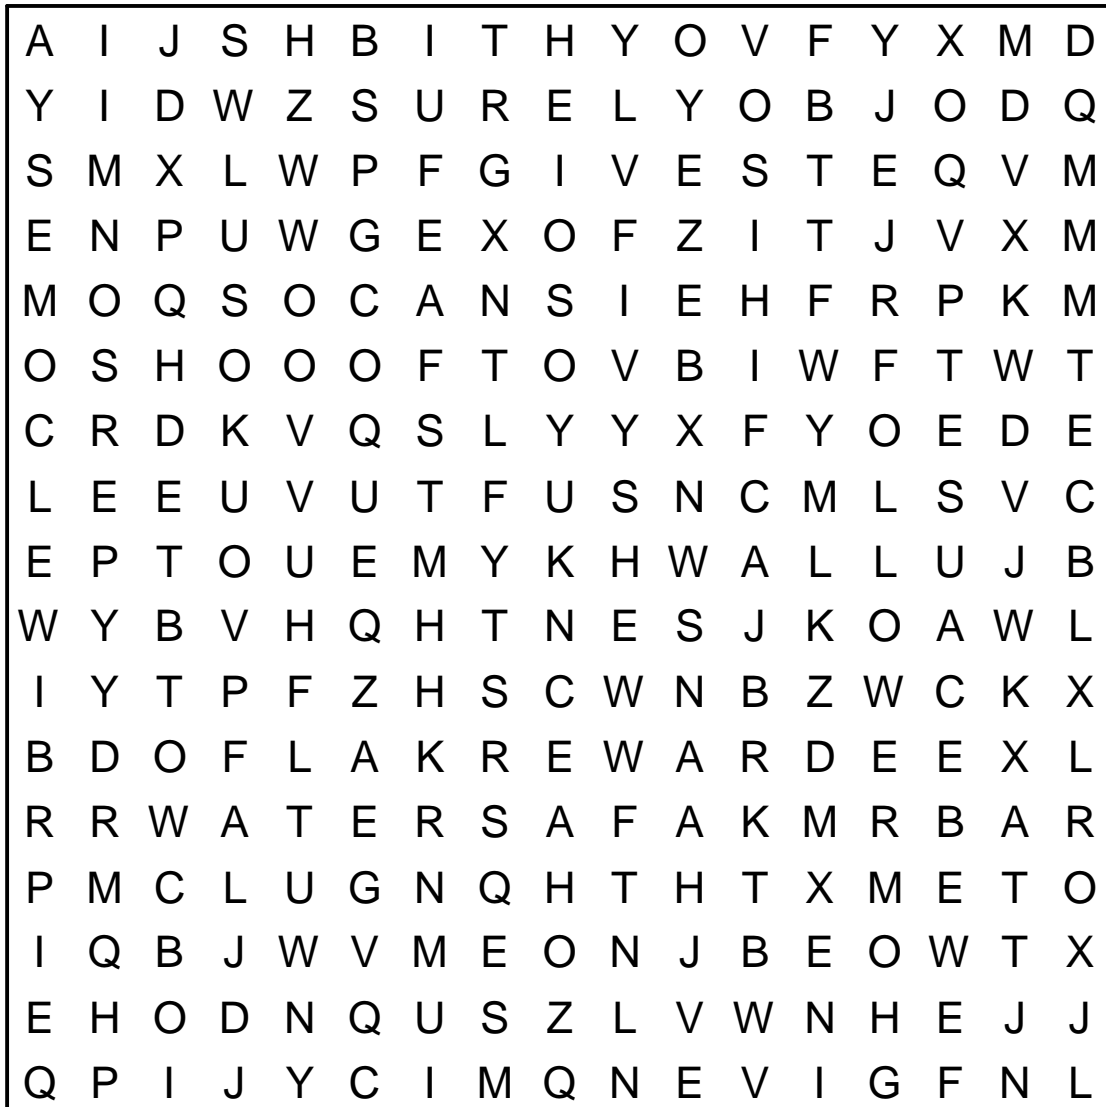 A I J S H B I T H Y O V F Y X M D
Y I D W Z S U R E L Y O B J O D Q
S M X L W P F G I V E S T E Q V M
E N P U W G E X O F Z I T J V X M
M O Q S O C A N S I E H F R P K M
O S H O O O F T O V B I W F T W T
C R D K V Q S L Y Y X F Y O E D E
L E E U V U T F U S N C M L S V C
E P T O U E M Y K H W A L L U J B
W Y B V H Q H T N E S J K O A W L
I Y T P F Z H S C W N B Z W C K X
B D O F L A K R E W A R D E E X L
R R W A T E R S A F A K M R B A R
P M C L U G N Q H T H T X M E T O
I Q B J W V M E O N J B E O W T X
E H O D N Q U S Z L V W N H E J J
Q P I J Y C I M Q N E V I G F N L